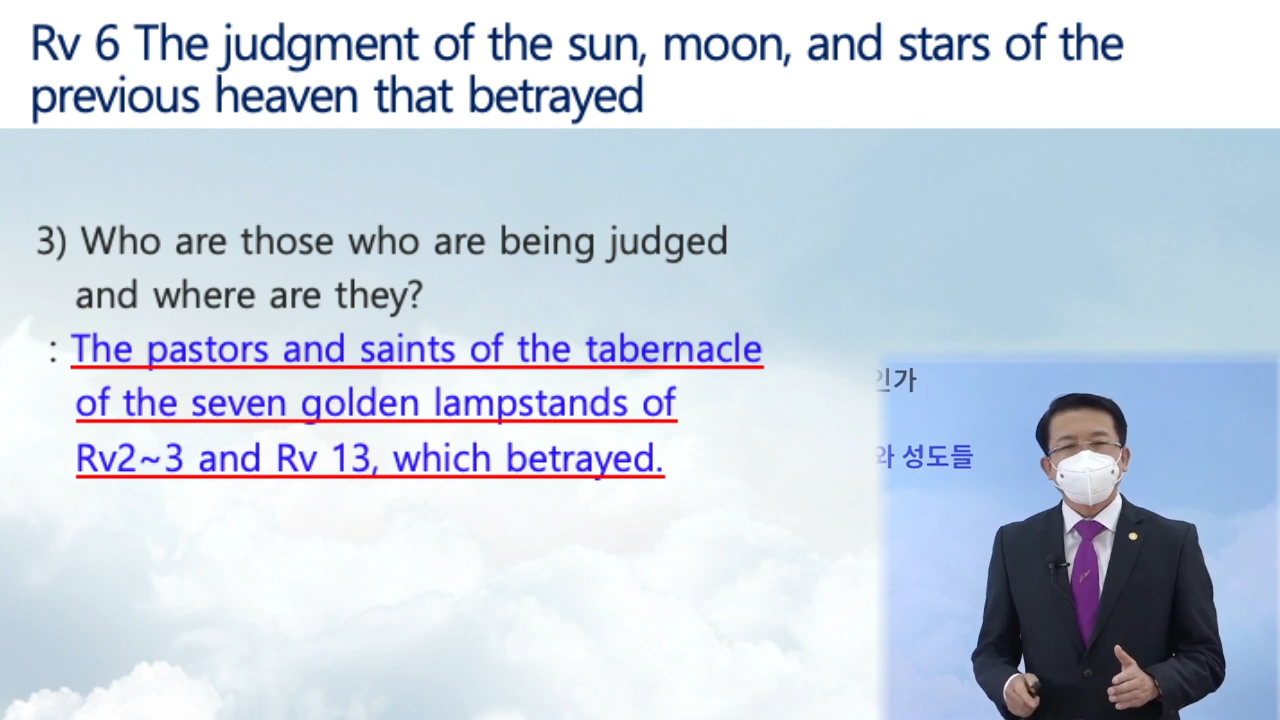 Rv 6 The judgment of the sun, moon, and stars of the
previous heaven that betrayed
3) Who are those who are being judged
and where are they?
: The pastors and saints of the tabernacle
of the seven golden lampstands of
Rv2~3 and Rv 13, which betrayed.
인가
와 성도들